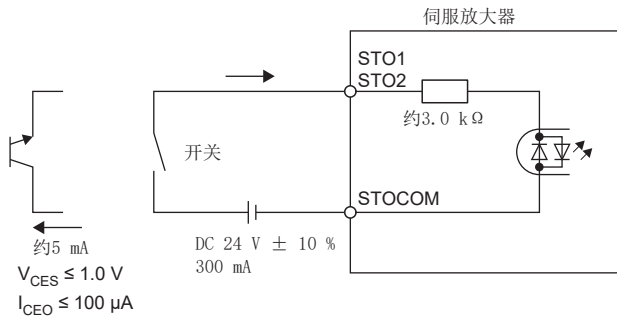 伺服放大器
STO1
STO2
约3.0 kΩ
开关
STOCOM
约5 mA
DC 24 V ± 10 %
300 mA
VCES ≤ 1.0 V
ICEO ≤ 100 μA